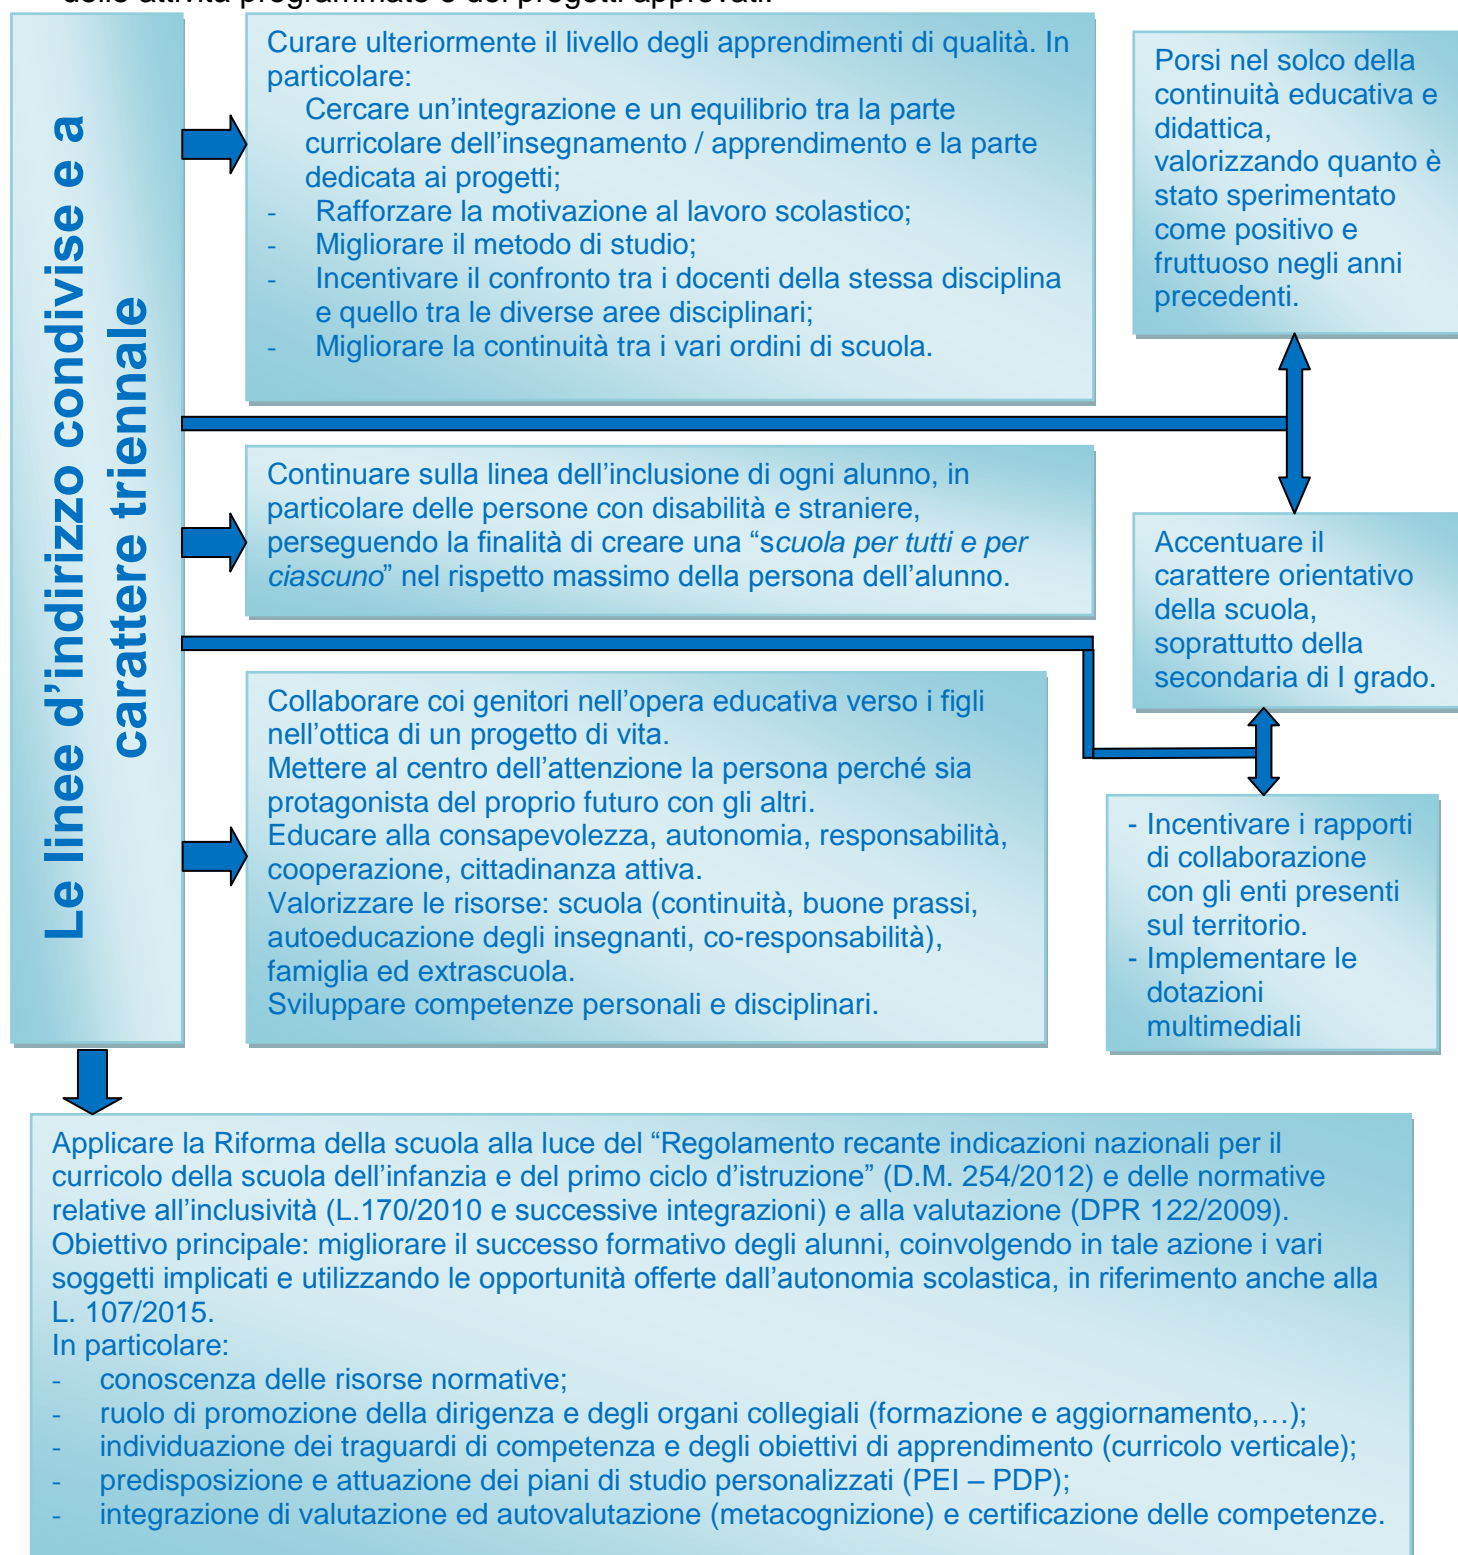 delle attività programmate e dei progetti approvati.
Le linee d’indirizzo condivise e a
carattere triennale
Curare ulteriormente il livello degli apprendimenti di qualità. In
particolare:
Cercare un’integrazione e un equilibrio tra la parte
curricolare dell’insegnamento / apprendimento e la parte
dedicata ai progetti;
- Rafforzare la motivazione al lavoro scolastico;
- Migliorare il metodo di studio;
- Incentivare il confronto tra i docenti della stessa disciplina
e quello tra le diverse aree disciplinari;
- Migliorare la continuità tra i vari ordini di scuola.
Porsi nel solco della
continuità educativa e
didattica,
valorizzando quanto è
stato sperimentato
come positivo e
fruttuoso negli anni
precedenti.
Continuare sulla linea dell’inclusione di ogni alunno, in
particolare delle persone con disabilità e straniere,
perseguendo la finalità di creare una “scuola per tutti e per
ciascuno” nel rispetto massimo della persona dell’alunno.
Accentuare il
carattere orientativo
della scuola,
soprattutto della
secondaria di I grado.
Collaborare coi genitori nell’opera educativa verso i figli
nell’ottica di un progetto di vita.
Mettere al centro dell’attenzione la persona perché sia
protagonista del proprio futuro con gli altri.
Educare alla consapevolezza, autonomia, responsabilità,
cooperazione, cittadinanza attiva.
Valorizzare le risorse: scuola (continuità, buone prassi,
autoeducazione degli insegnanti, co-responsabilità),
famiglia ed extrascuola.
Sviluppare competenze personali e disciplinari.
- Incentivare i rapporti
di collaborazione
con gli enti presenti
sul territorio.
- Implementare le
dotazioni
multimediali
Applicare la Riforma della scuola alla luce del “Regolamento recante indicazioni nazionali per il
curricolo della scuola dell’infanzia e del primo ciclo d’istruzione” (D.M. 254/2012) e delle normative
relative all’inclusività (L.170/2010 e successive integrazioni) e alla valutazione (DPR 122/2009).
Obiettivo principale: migliorare il successo formativo degli alunni, coinvolgendo in tale azione i vari
soggetti implicati e utilizzando le opportunità offerte dall’autonomia scolastica, in riferimento anche alla
L. 107/2015.
In particolare:
- conoscenza delle risorse normative;
- ruolo di promozione della dirigenza e degli organi collegiali (formazione e aggiornamento,…);
- individuazione dei traguardi di competenza e degli obiettivi di apprendimento (curricolo verticale);
- predisposizione e attuazione dei piani di studio personalizzati (PEI – PDP);
- integrazione di valutazione ed autovalutazione (metacognizione) e certificazione delle competenze.